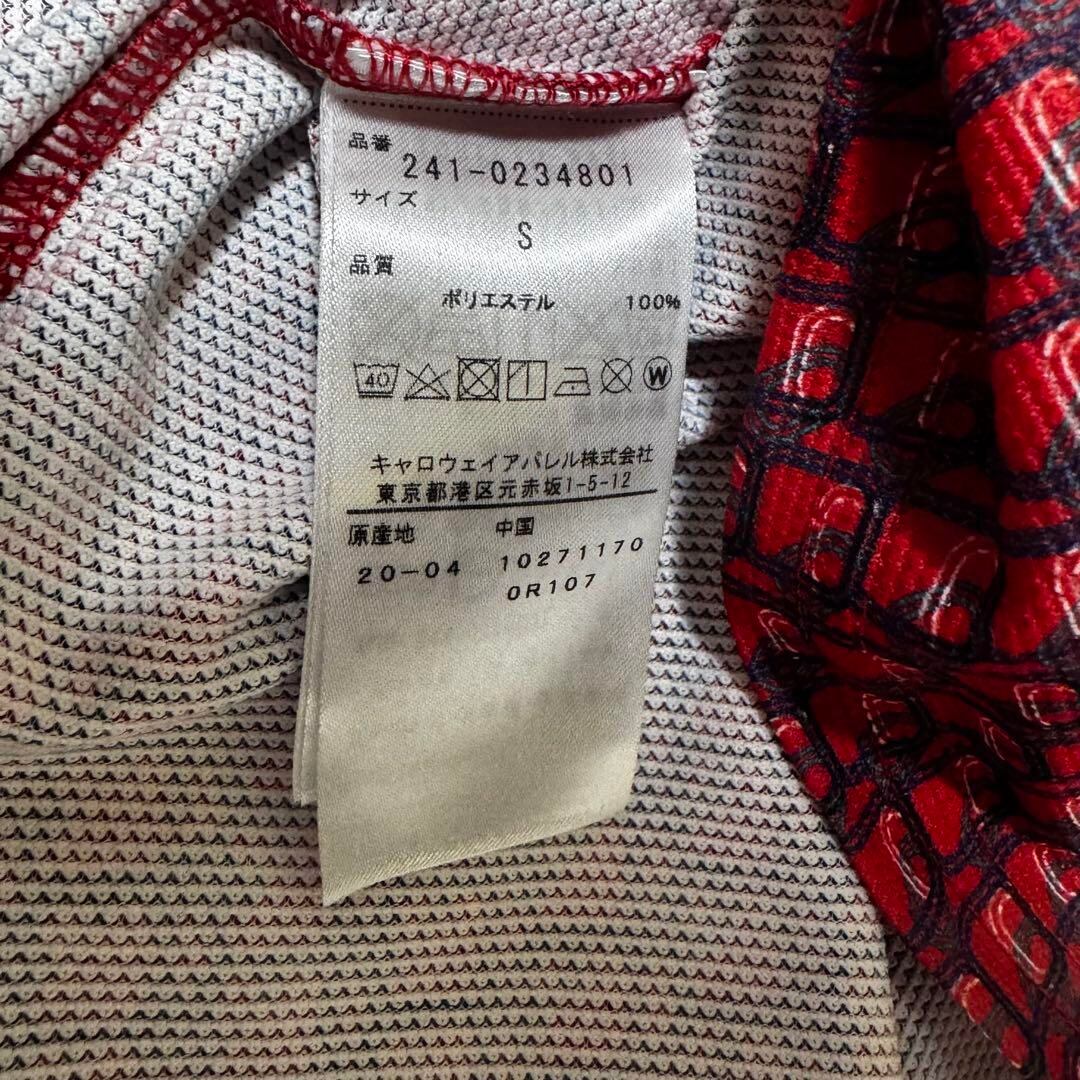 品番
241-0234801
サイズ
S
品質
ポリエステル 100%
40
W
キャロウェイアパレル株式会社
東京都港区元赤坂1-5-12
原産地 中国
20-04 10271170
0R107